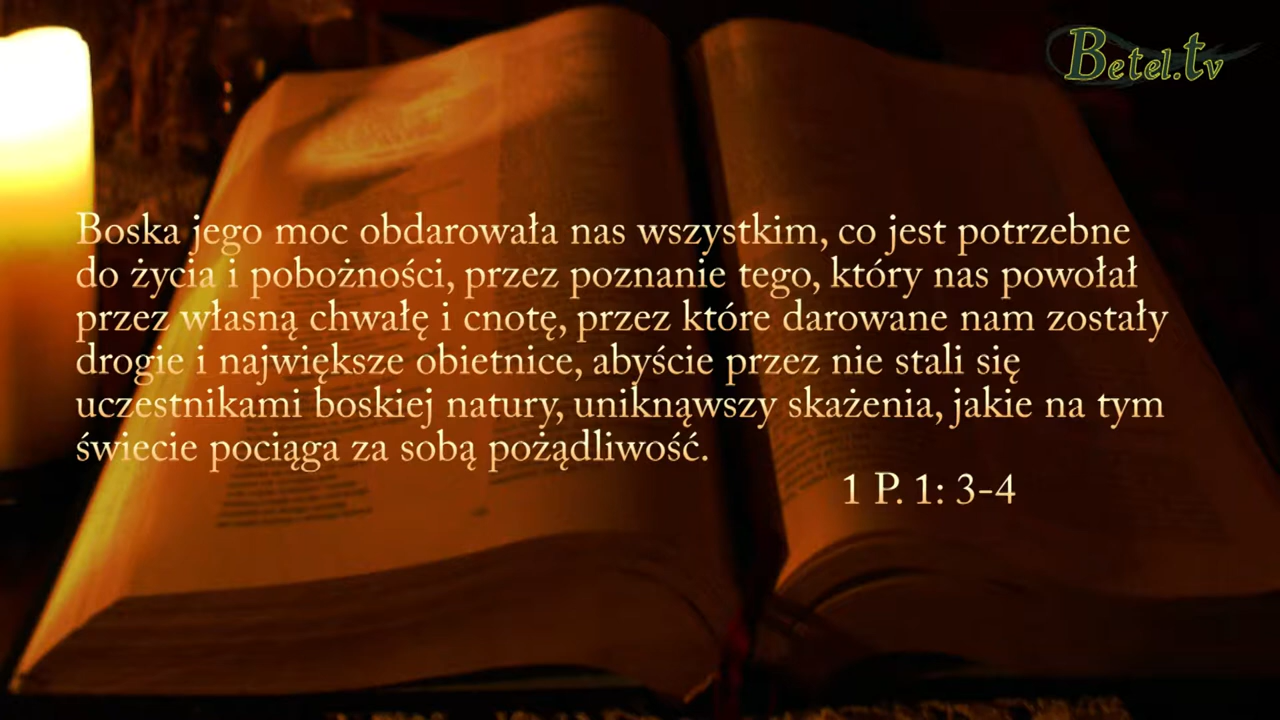 Betel.tv
Boska jego moc obdarowała nas wszystkim, co jest potrzebne
do życia i pobożności, przez poznanie tego, który nas powołał
przez własną chwałę i cnotę, przez które darowane nam zostały
drogie i największe obietnice, abyście przez nie stali się
uczestnikami boskiej natury, uniknąwszy skażenia, jakie na tym
świecie pociąga za sobą pożądliwość.
1 P. 1: 3-4